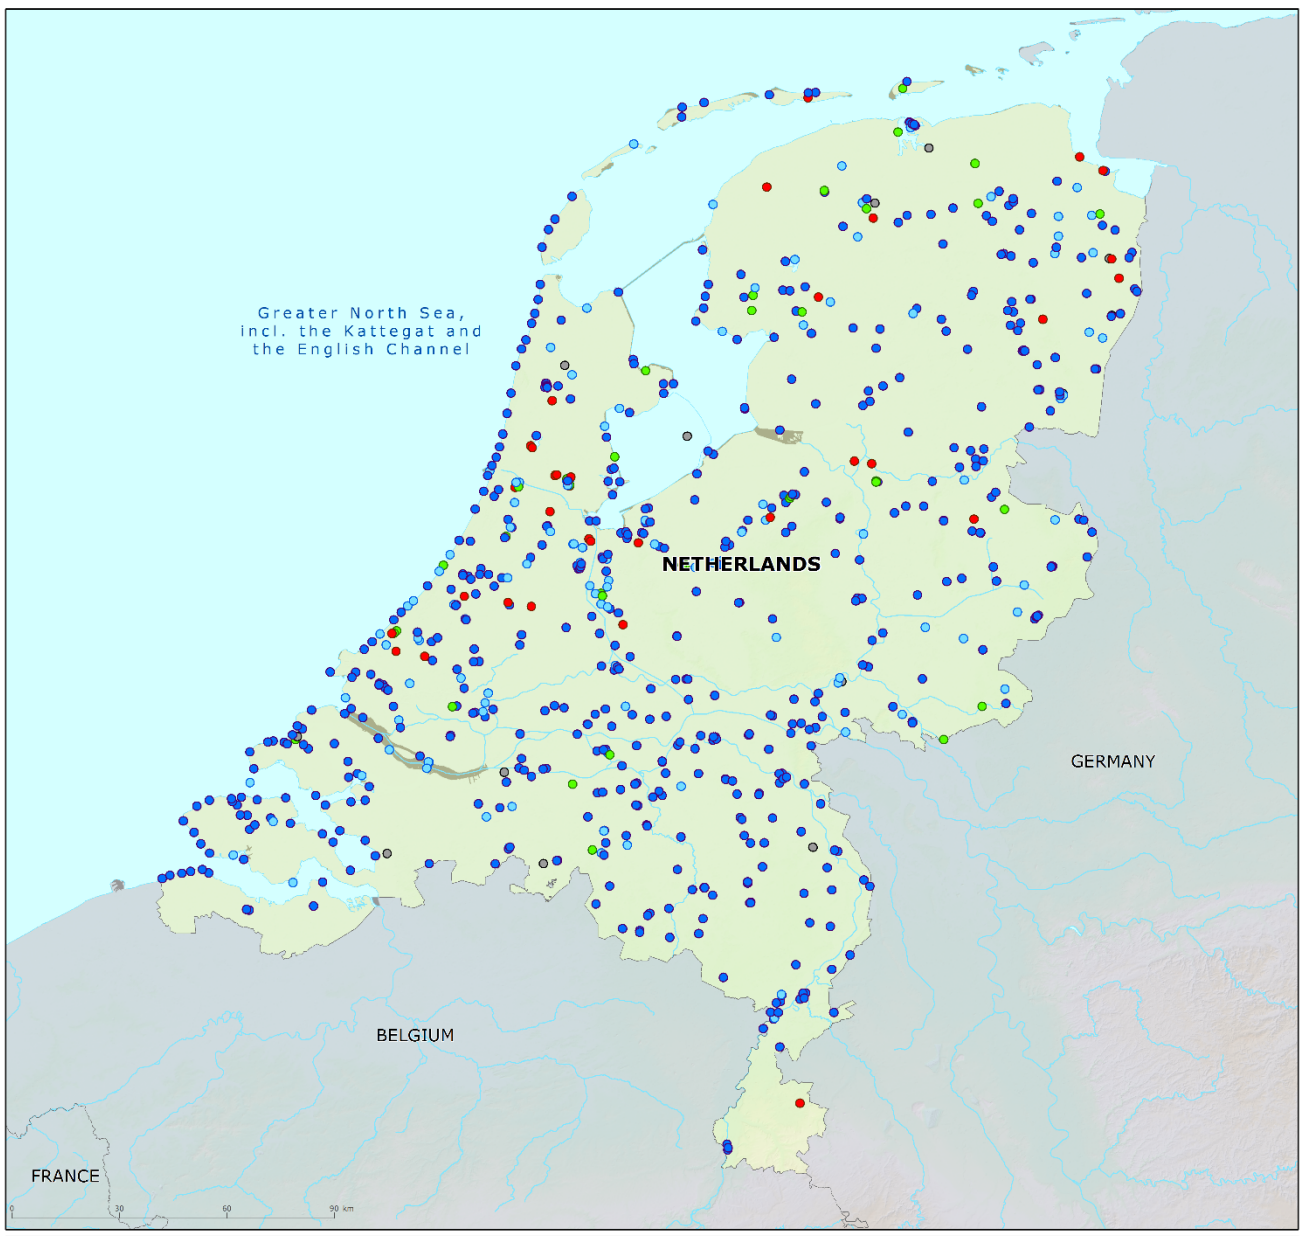 Greater North Sea,
incl. the Kattegat and
the English Channel
NETHERLANDS
GERMANY
BELGIUM
FRANCE
0 30 60 90 km